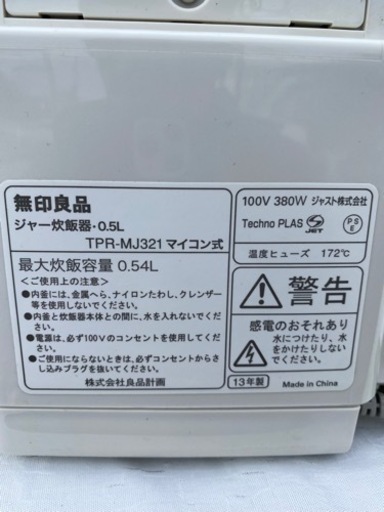 無印良品
ジャー炊飯器・0.5L
TPR-MJ321 マイコン式
最大炊飯容量 0.54L
<ご使用上の注意>
●内釜には、金属へら、ナイロンたわし、クレンザー
等を使用しないでください。
●内釜と炊飯器本体との間に、水を入れないでくだ
さい。
●電源は、必ず100Vのコンセントを使用してくだ
さい。
●ご使用にならないときは、必ずコンセントからさ
し込みプラグを抜いてください。
株式会社良品計画
100V 380W ジャスト株式会社
Techno PLAS S JET PS E
温度ヒューズ 172℃
警告
感電のおそれあり
水につけたり、水
をかけたりしない
でください。
13年製 Made in China